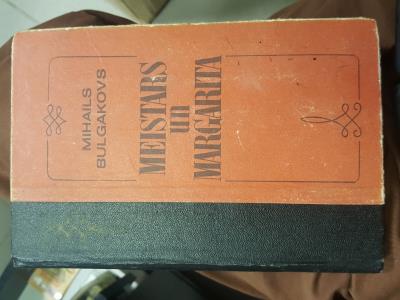 MIHAILS
BULGAKOVS
MEISTARS
un
MARGARITA